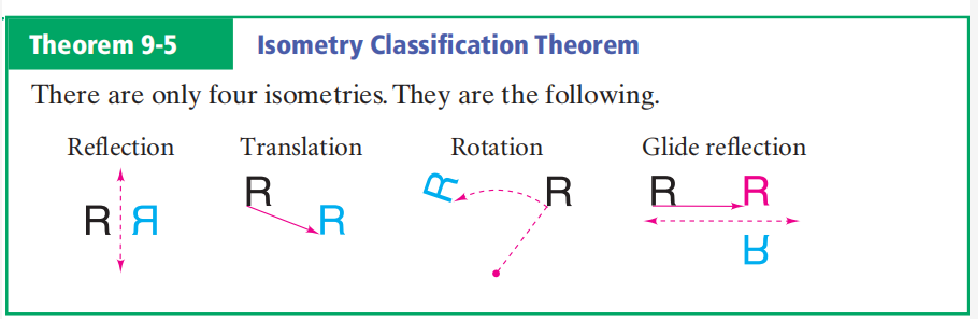 Theorem 9-5 Isometry Classification Theorem
There are only four isometries. They are the following.
Reflection Translation Rotation Glide reflection
R R R R R R R R R